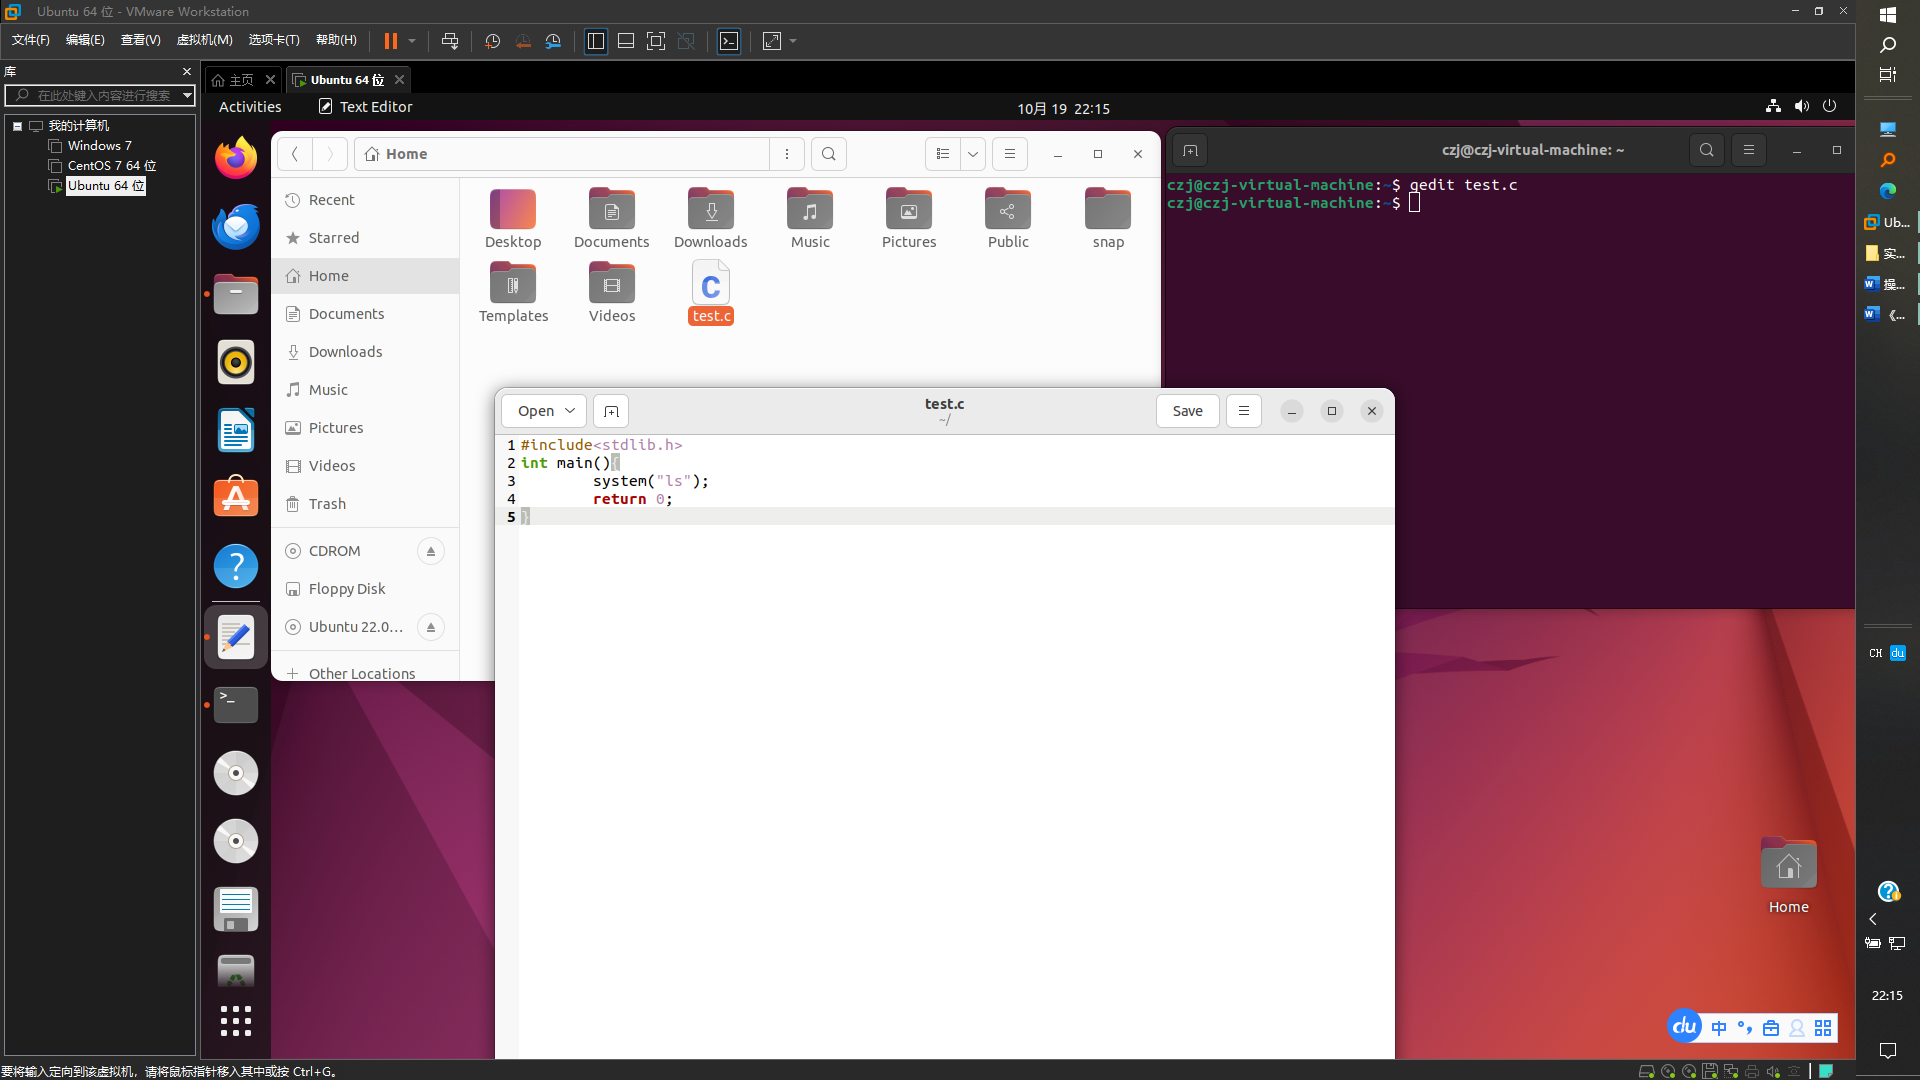 Ubuntu 64 位 - VMware Workstation
文件(F) 编辑(E) 查看(V) 虚拟机(M) 选项卡(T) 帮助(H)
库
在此处键入内容进行搜索
我的计算机
Windows 7
CentOS 7 64 位
Ubuntu 64 位
主页
Ubuntu 64 位
Activities
Text Editor
10月 19 22:15
Home
Recent
Starred
Home
Documents
Downloads
Music
Pictures
Videos
Trash
CDROM
Floppy Disk
Ubuntu 22.0...
Other Locations
Desktop
Documents
Downloads
Music
Pictures
Public
snap
Templates
Videos
test.c
czj@czj-virtual-machine: ~
czj@czj-virtual-machine:~$ gedit test.c
czj@czj-virtual-machine:~$
Open
test.c
~/
Save
1 #include<stdlib.h>
2 int main(){
3 system("ls");
4 return 0;
5 }
Home
du 中
Ub...
实...
操...
《...
CH du
22:15
要将输入定向到该虚拟机，请将鼠标指针移入其中或按 Ctrl+G。